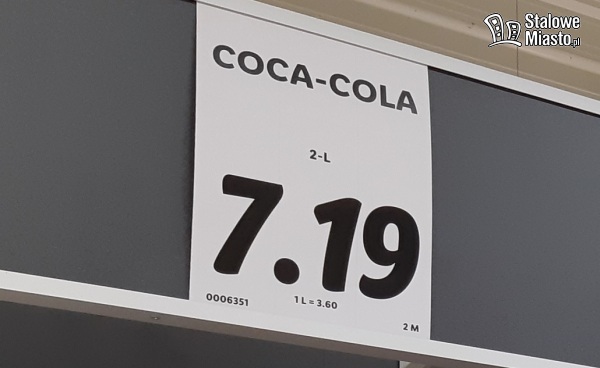 Stalowe
Miasto.pl
COCA-COLA
2-L
7.19
0006351
1 L = 3.60
2 M